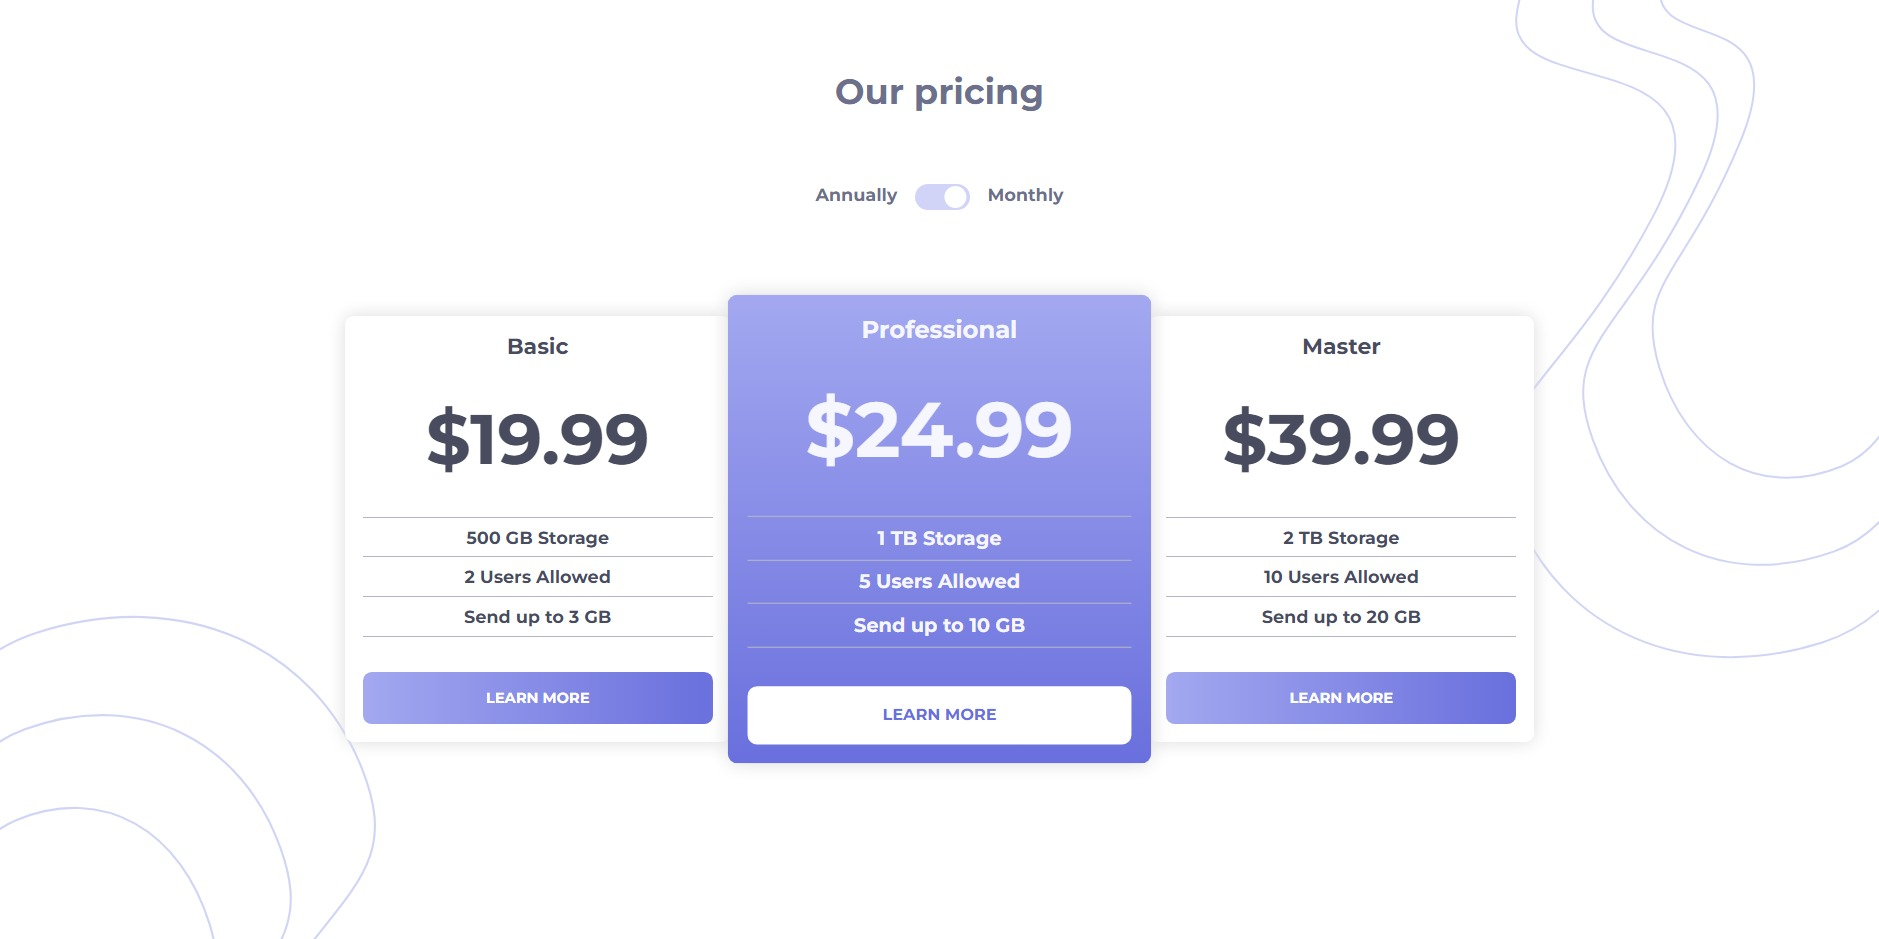 Our pricing
Annually
Monthly
Basic
$19.99
500 GB Storage
2 Users Allowed
Send up to 3 GB
LEARN MORE
Professional
$24.99
1 TB Storage
5 Users Allowed
Send up to 10 GB
LEARN MORE
Master
$39.99
2 TB Storage
10 Users Allowed
Send up to 20 GB
LEARN MORE